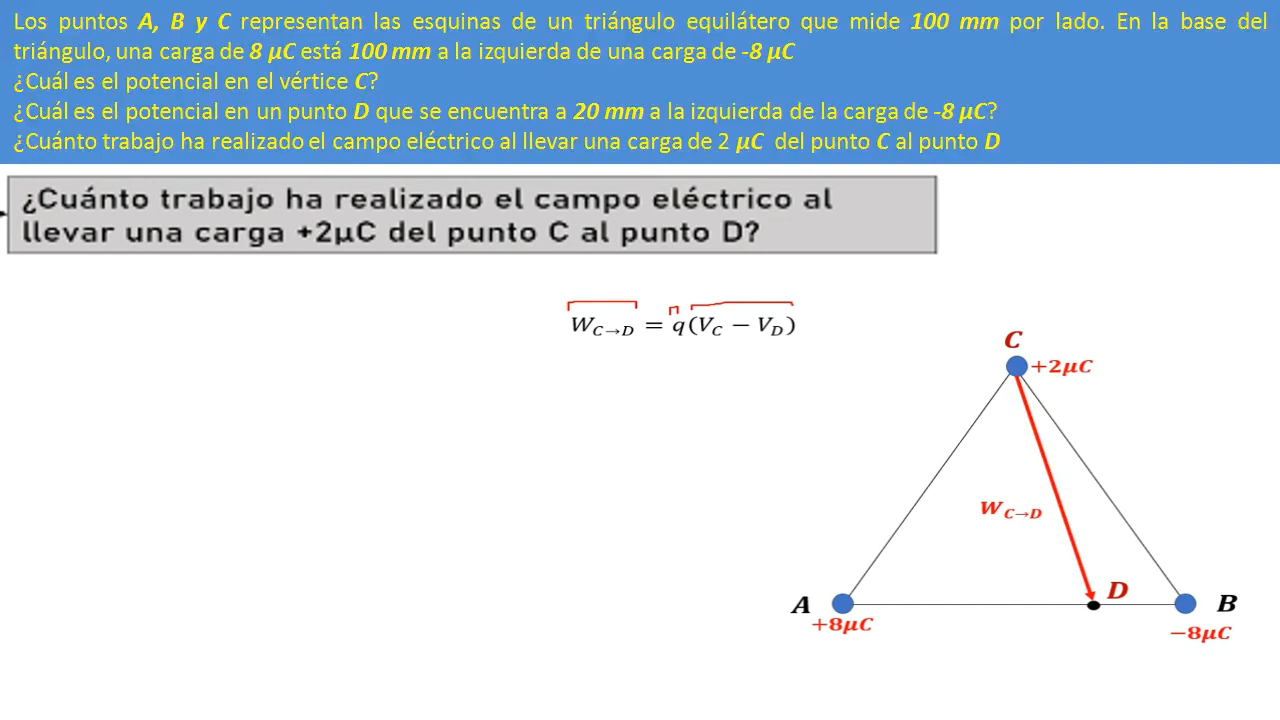 Los puntos A, B y C representan las esquinas de un triángulo equilátero que mide 100 mm por lado. En la base del
triángulo, una carga de 8 μC está 100 mm a la izquierda de una carga de -8 μC
¿Cuál es el potencial en el vértice C?
¿Cuál es el potencial en un punto D que se encuentra a 20 mm a la izquierda de la carga de -8 μC?
¿Cuánto trabajo ha realizado el campo eléctrico al llevar una carga de 2 μC del punto C al punto D
¿Cuánto trabajo ha realizado el campo eléctrico al
llevar una carga +2μC del punto C al punto D?
W_{C→D} = q(V_C − V_D)
C
+2μC
W_{C→D}
D
A
B
+8μC
−8μC